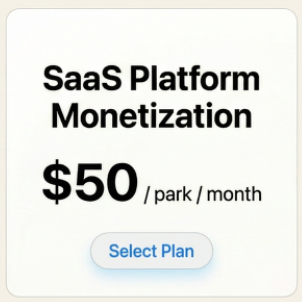 SaaS Platform
Monetization
$50 / park / month
Select Plan